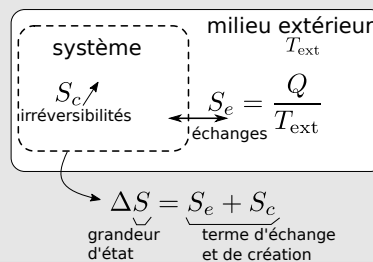 milieu extérieur
T_ext
système
S_c
irréversibilités
S_e = Q / T_ext
échanges
ΔS = S_e + S_c
grandeur d'état
terme d'échange et de création